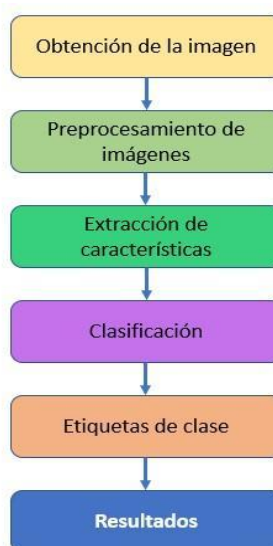 Obtención de la imagen
Preprocesamiento de
imágenes
Extracción de
características
Clasificación
Etiquetas de clase
Resultados